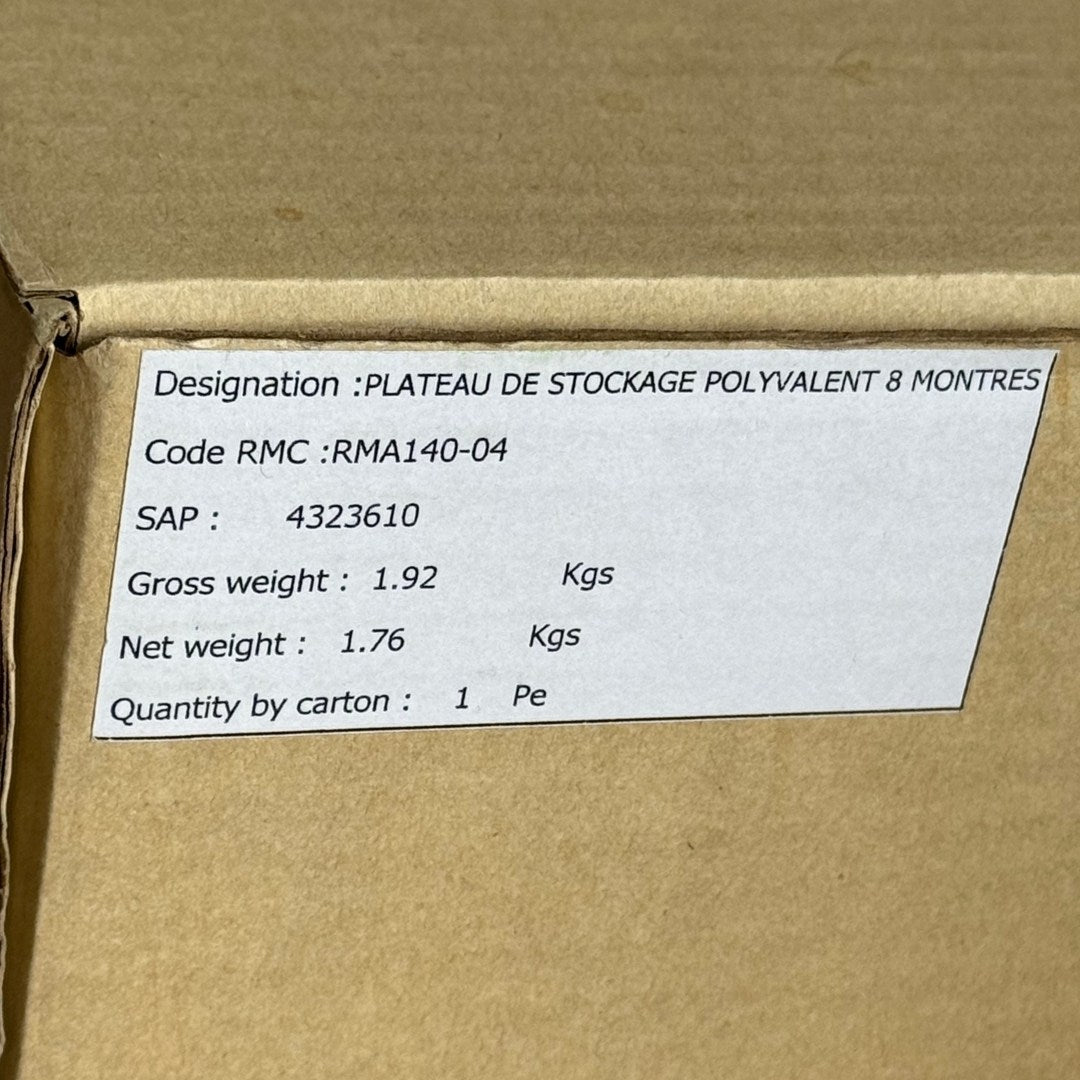 Designation :PLATEAU DE STOCKAGE POLYVALENT 8 MONTRES
Code RMC :RMA140-04
SAP : 4323610
Gross weight : 1.92 Kgs
Net weight : 1.76 Kgs
Quantity by carton : 1 Pe